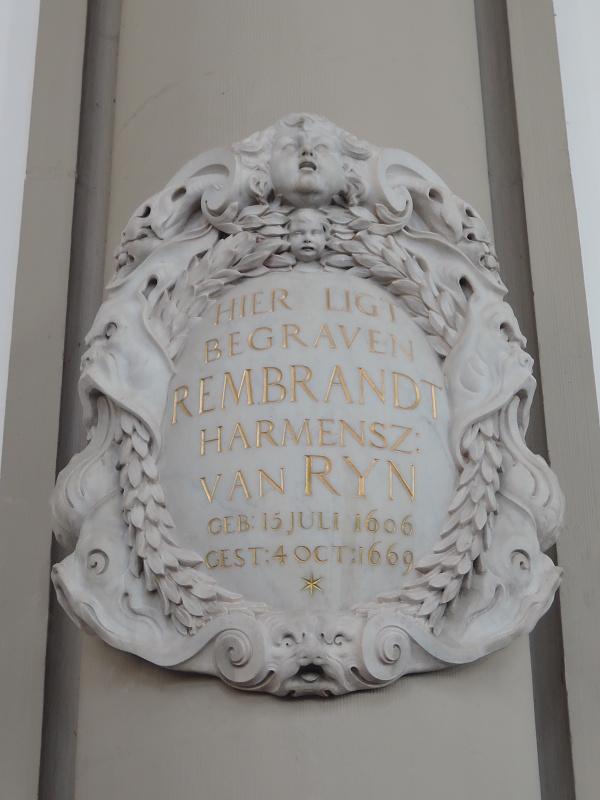 HIER LIGT
BEGRAVEN
REMBRANDT
HARMENSZ:
VAN RYN
GEB: 15 JULI 1606
GEST: 4 OCT: 1669